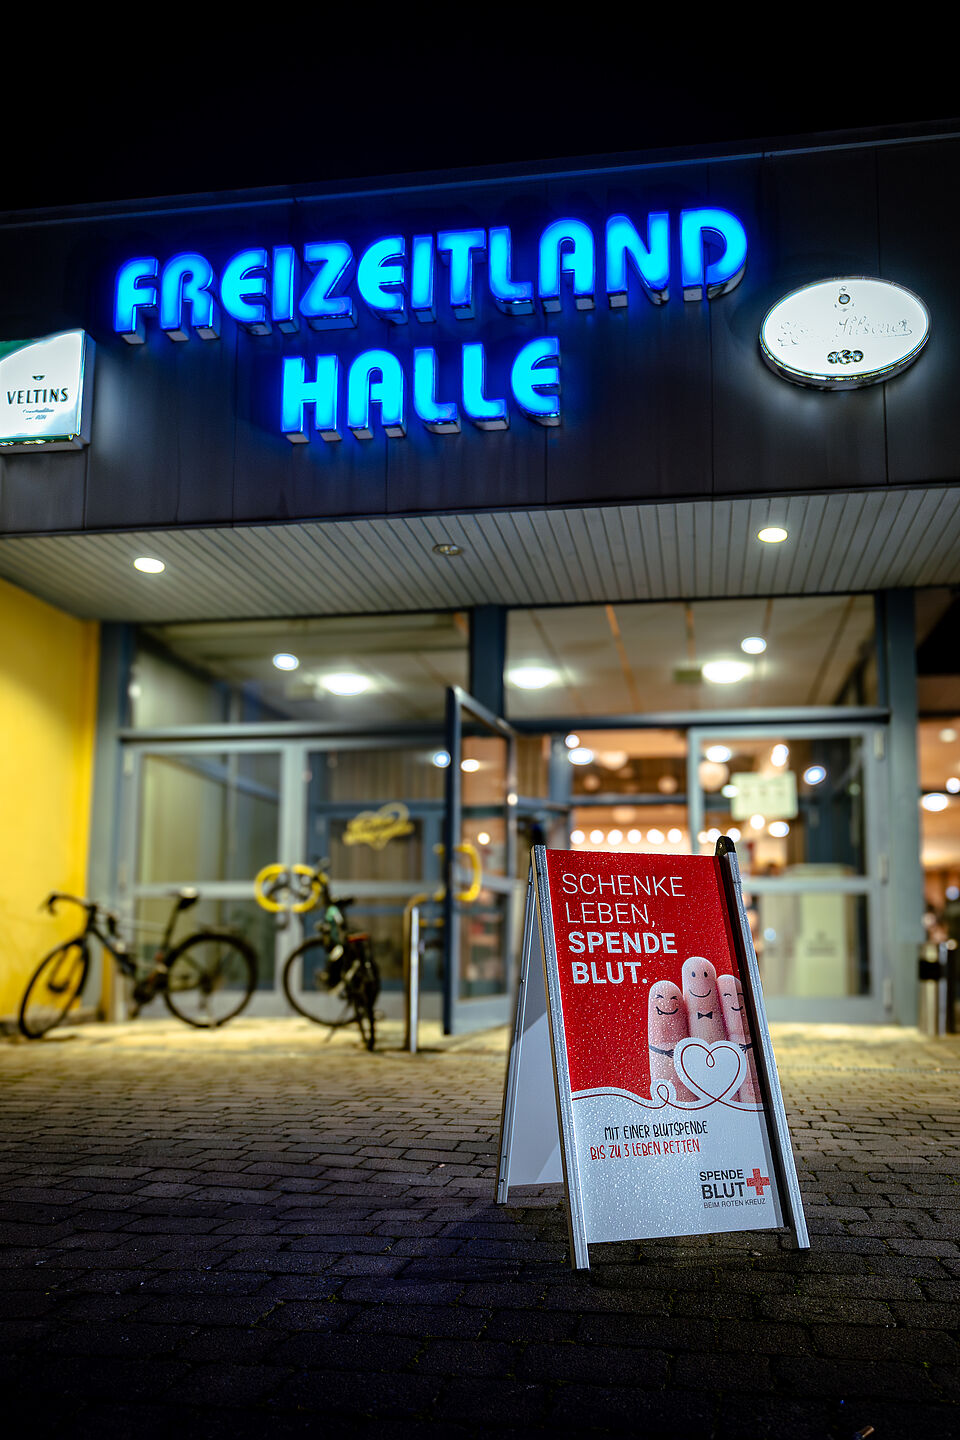 FREIZEITLAND
HALLE
VELTINS
Pilsener
SCHENKE
LEBEN,
SPENDE
BLUT.
MIT EINER BLUTSPENDE
BIS ZU 3 LEBEN RETTEN
SPENDE
BLUT
BEIM ROTEN KREUZ